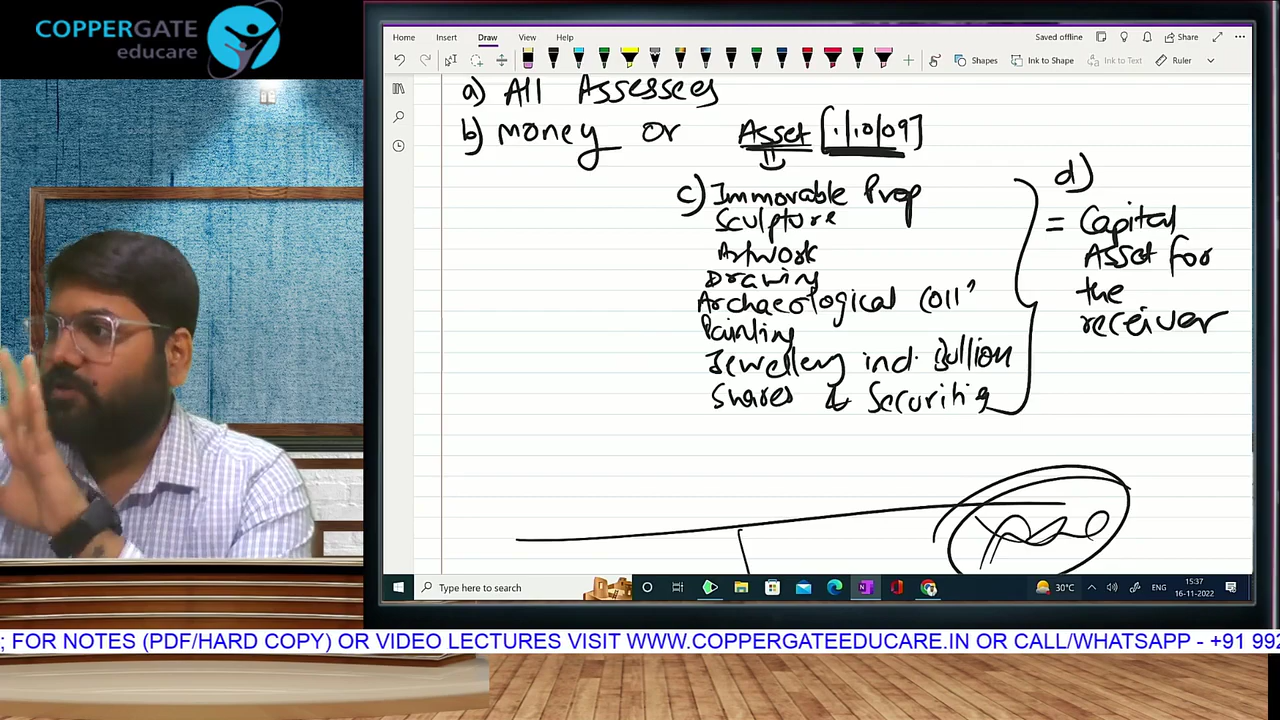 COPPERGATE
educare
Home Insert Draw View Help
Saved offline
Share
Shapes
Ink to Shape
Ink to Text
Ruler
a) All Assessees
b) money or Asset [1/10/09]
c) Immovable Prop
Sculpture
Artwork
Drawing
Archaeological coll'
Painting
Jewellery incl. Bullion
Shares & Securities
d)
= Capital
Asset for
the
receiver
Type here to search
30°C
ENG
15:37
16-11-2022
; FOR NOTES (PDF/HARD COPY) OR VIDEO LECTURES VISIT WWW.COPPERGATEEDUCARE.IN OR CALL/WHATSAPP - +91 992